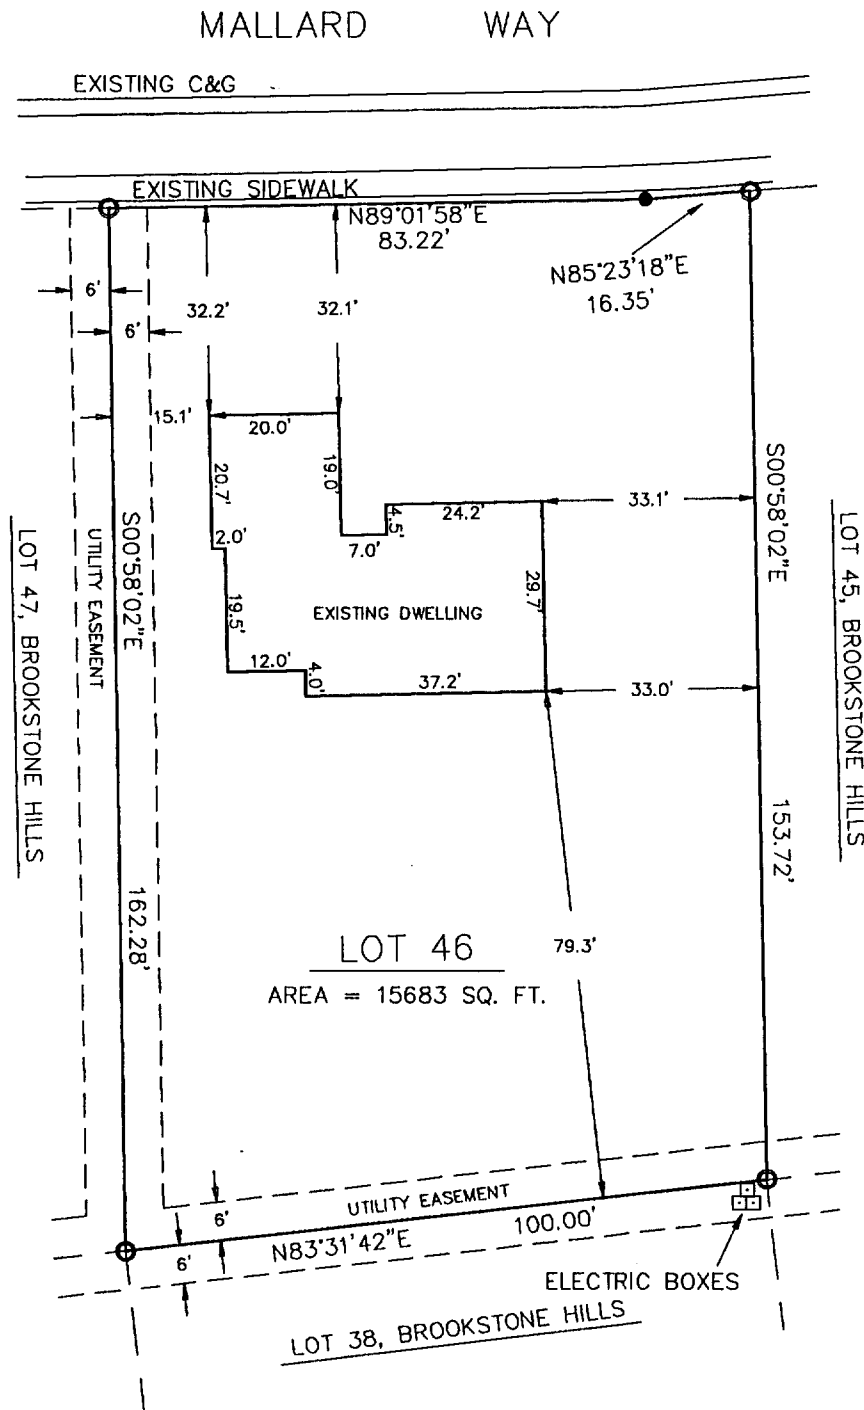 MALLARD WAY
EXISTING C&G
EXISTING SIDEWALK
N89°01'58"E
83.22'
N85°23'18"E
16.35'
6'
6'
32.2'
32.1'
15.1'
20.0'
20.7'
19.0'
4.5'
24.2'
33.1'
2.0'
7.0'
19.5'
29.7'
EXISTING DWELLING
12.0'
4.0'
37.2'
33.0'
S00°58'02"E
162.28'
UTILITY EASEMENT
LOT 47, BROOKSTONE HILLS
S00°58'02"E
153.72'
LOT 45, BROOKSTONE HILLS
79.3'
LOT 46
AREA = 15683 SQ. FT.
UTILITY EASEMENT
6'
6'
N83°31'42"E
100.00'
ELECTRIC BOXES
LOT 38, BROOKSTONE HILLS